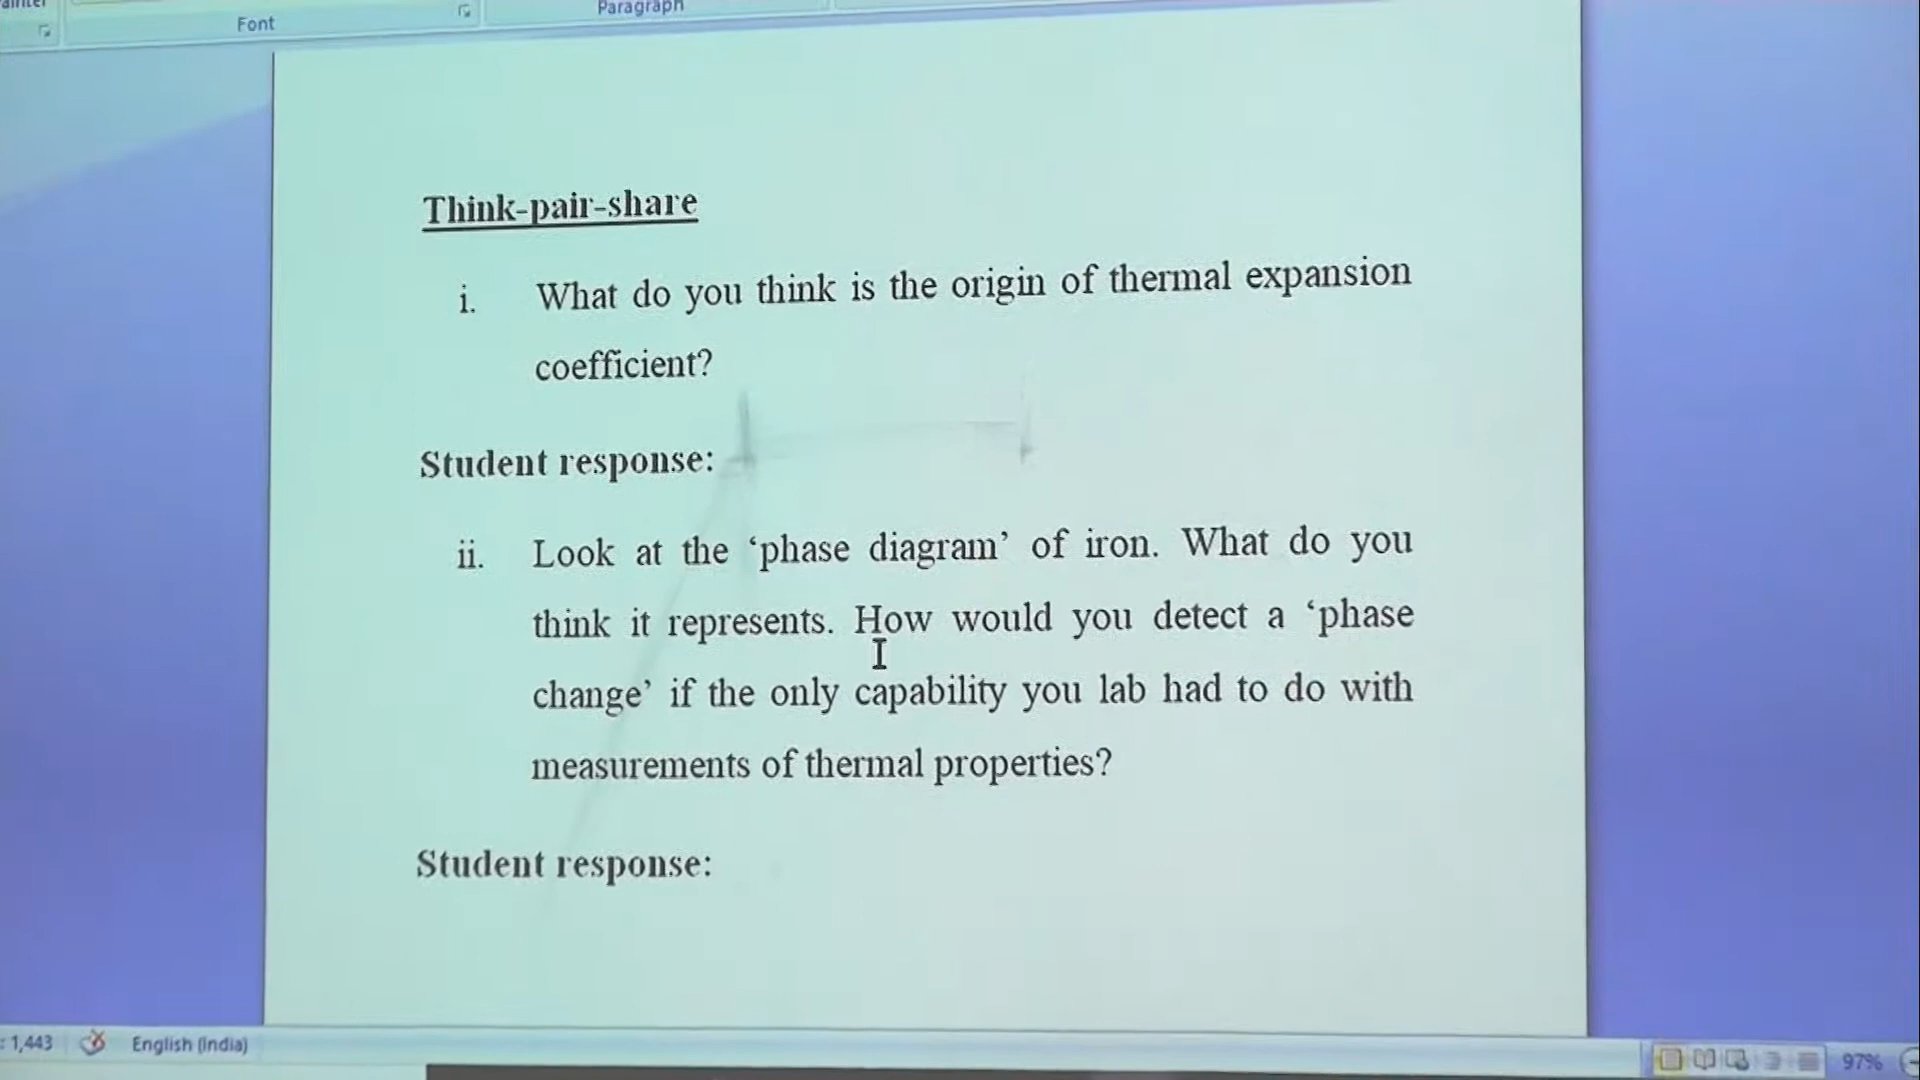 Font
Paragraph
Think-pair-share
i. What do you think is the origin of thermal expansion
coefficient?
Student response:
ii. Look at the ‘phase diagram’ of iron. What do you
think it represents. How would you detect a ‘phase
change’ if the only capability you lab had to do with
measurements of thermal properties?
Student response:
: 1,443 English (India) 97%